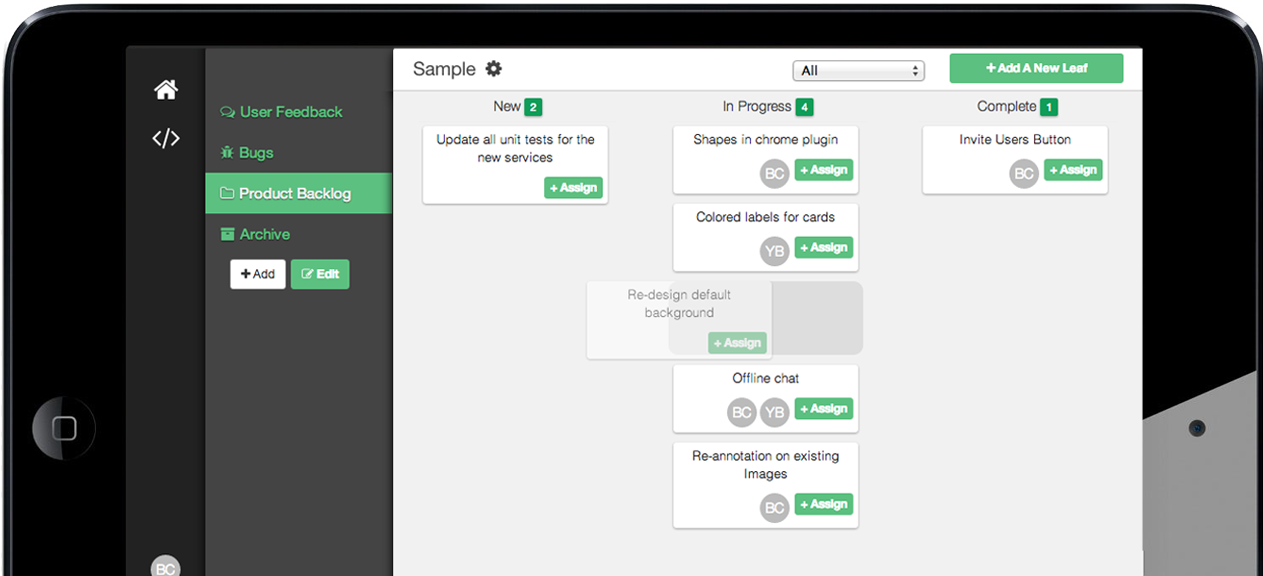 Sample
All
+ Add A New Leaf
User Feedback
Bugs
Product Backlog
Archive
+ Add
Edit
BC
New 2
Update all unit tests for the
new services
+ Assign
In Progress 4
Shapes in chrome plugin
BC
+ Assign
Colored labels for cards
YB
+ Assign
Re-design default
background
+ Assign
Offline chat
BC
YB
+ Assign
Re-annotation on existing
Images
BC
+ Assign
Complete 1
Invite Users Button
BC
+ Assign